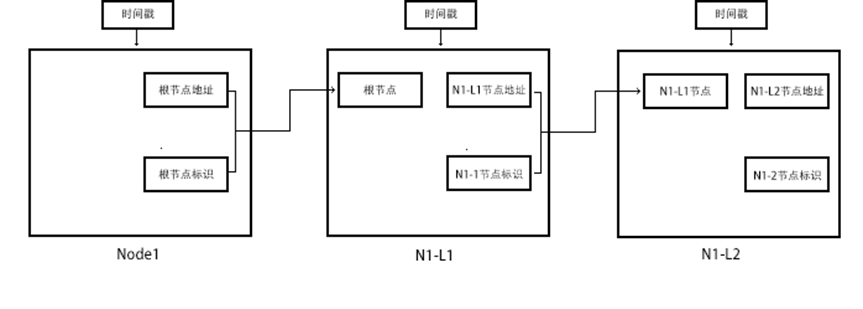 时间戳
时间戳
时间戳
根节点地址
根节点
N1-L1节点地址
N1-L1节点
N1-L2节点地址
根节点标识
N1-1节点标识
N1-2节点标识
Node1
N1-L1
N1-L2